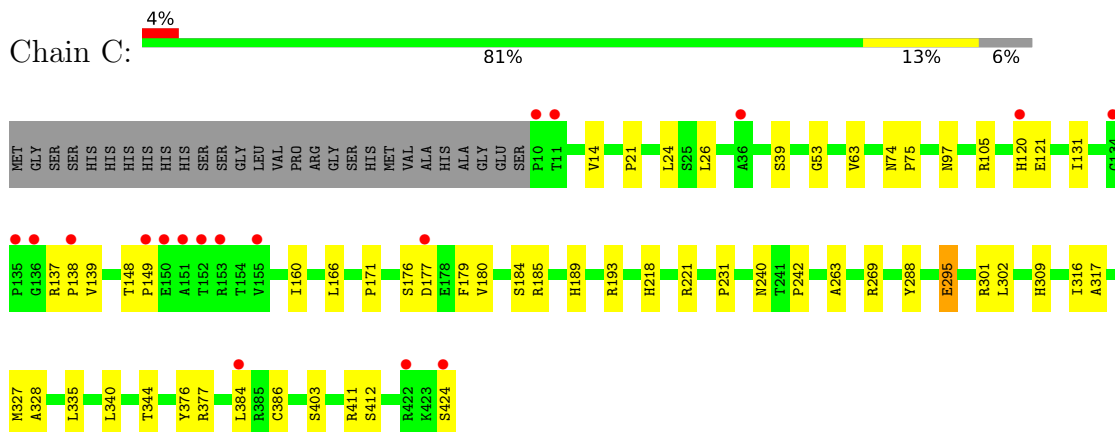 4%
Chain C:
81% 13% 6%
MET GLY SER SER HIS HIS HIS HIS HIS HIS SER SER GLY LEU VAL PRO ARG GLY SER HIS MET VAL ALA HIS ALA GLY GLU SER P10 T11 V14 P21 L24 S25 L26 A36 S39 G53 V63 N74 P75 N97 R105 H120 E121 I131 G134
P135 G136 R137 P138 V139 T148 P149 E150 A151 T152 R153 T154 V155 I160 L166 P171 S176 D177 E178 F179 V180 S184 R185 H189 R193 H218 R221 P231 N240 T241 P242 A263 R269 Y288 E295 R301 L302 H309 I316 A317
M327 A328 L335 L340 T344 Y376 R377 L384 R385 C386 S403 R411 S412 R422 K423 S424